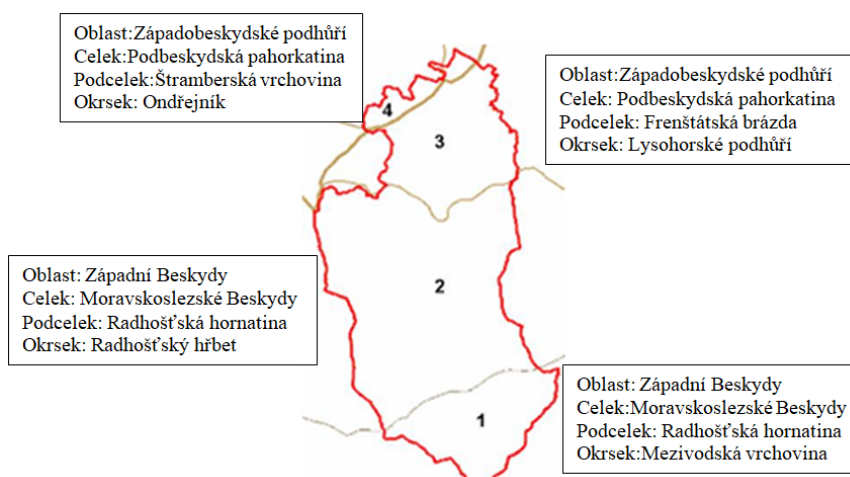 Oblast:Západobeskydské podhůří
Celek:Podbeskydská pahorkatina
Podcelek:Štramberská vrchovina
Okrsek: Ondřejník
Oblast:Západobeskydské podhůří
Celek: Podbeskydská pahorkatina
Podcelek: Frenštátská brázda
Okrsek: Lysohorské podhůří
4
3
Oblast: Západní Beskydy
Celek: Moravskoslezské Beskydy
Podcelek: Radhošťská hornatina
Okrsek: Radhošťský hřbet
2
Oblast: Západní Beskydy
Celek:Moravskoslezské Beskydy
Podcelek: Radhošťská hornatina
Okrsek:Mezivodská vrchovina
1